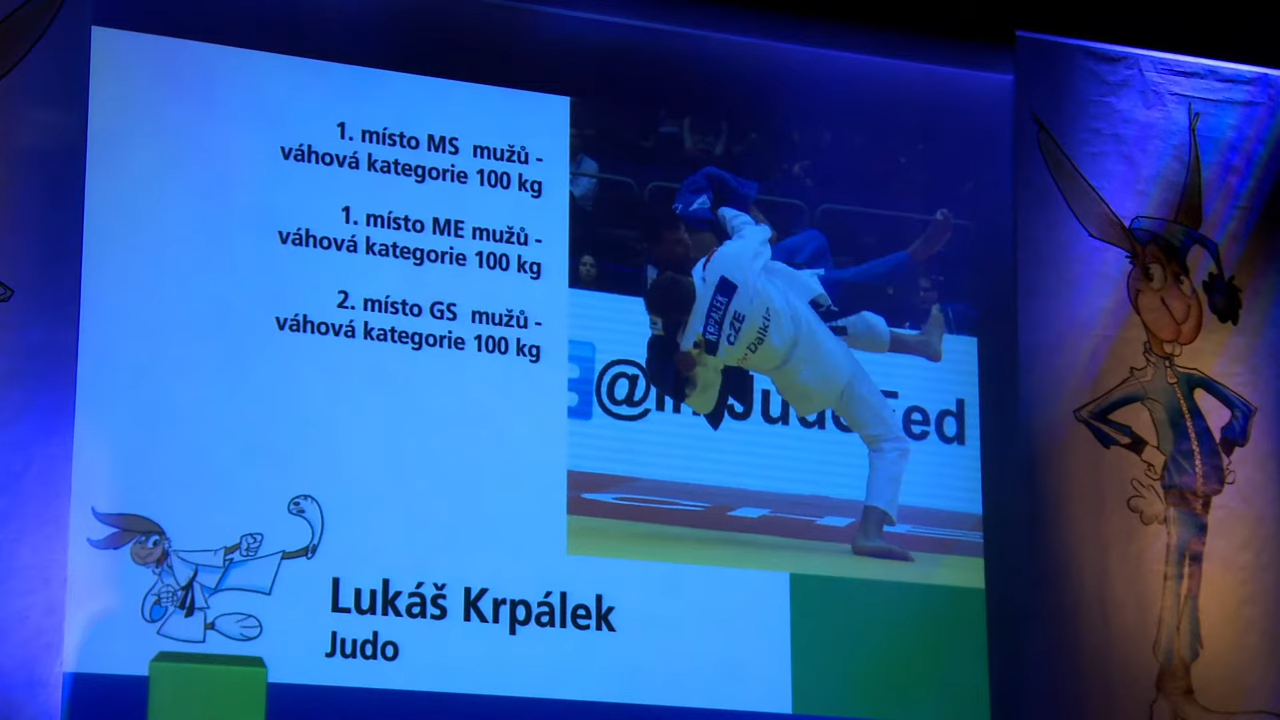 1. místo MS mužů -
váhová kategorie 100 kg
1. místo ME mužů -
váhová kategorie 100 kg
2. místo GS mužů -
váhová kategorie 100 kg
KRPALEK
CZE
Dalkia
Lukáš Krpálek
Judo